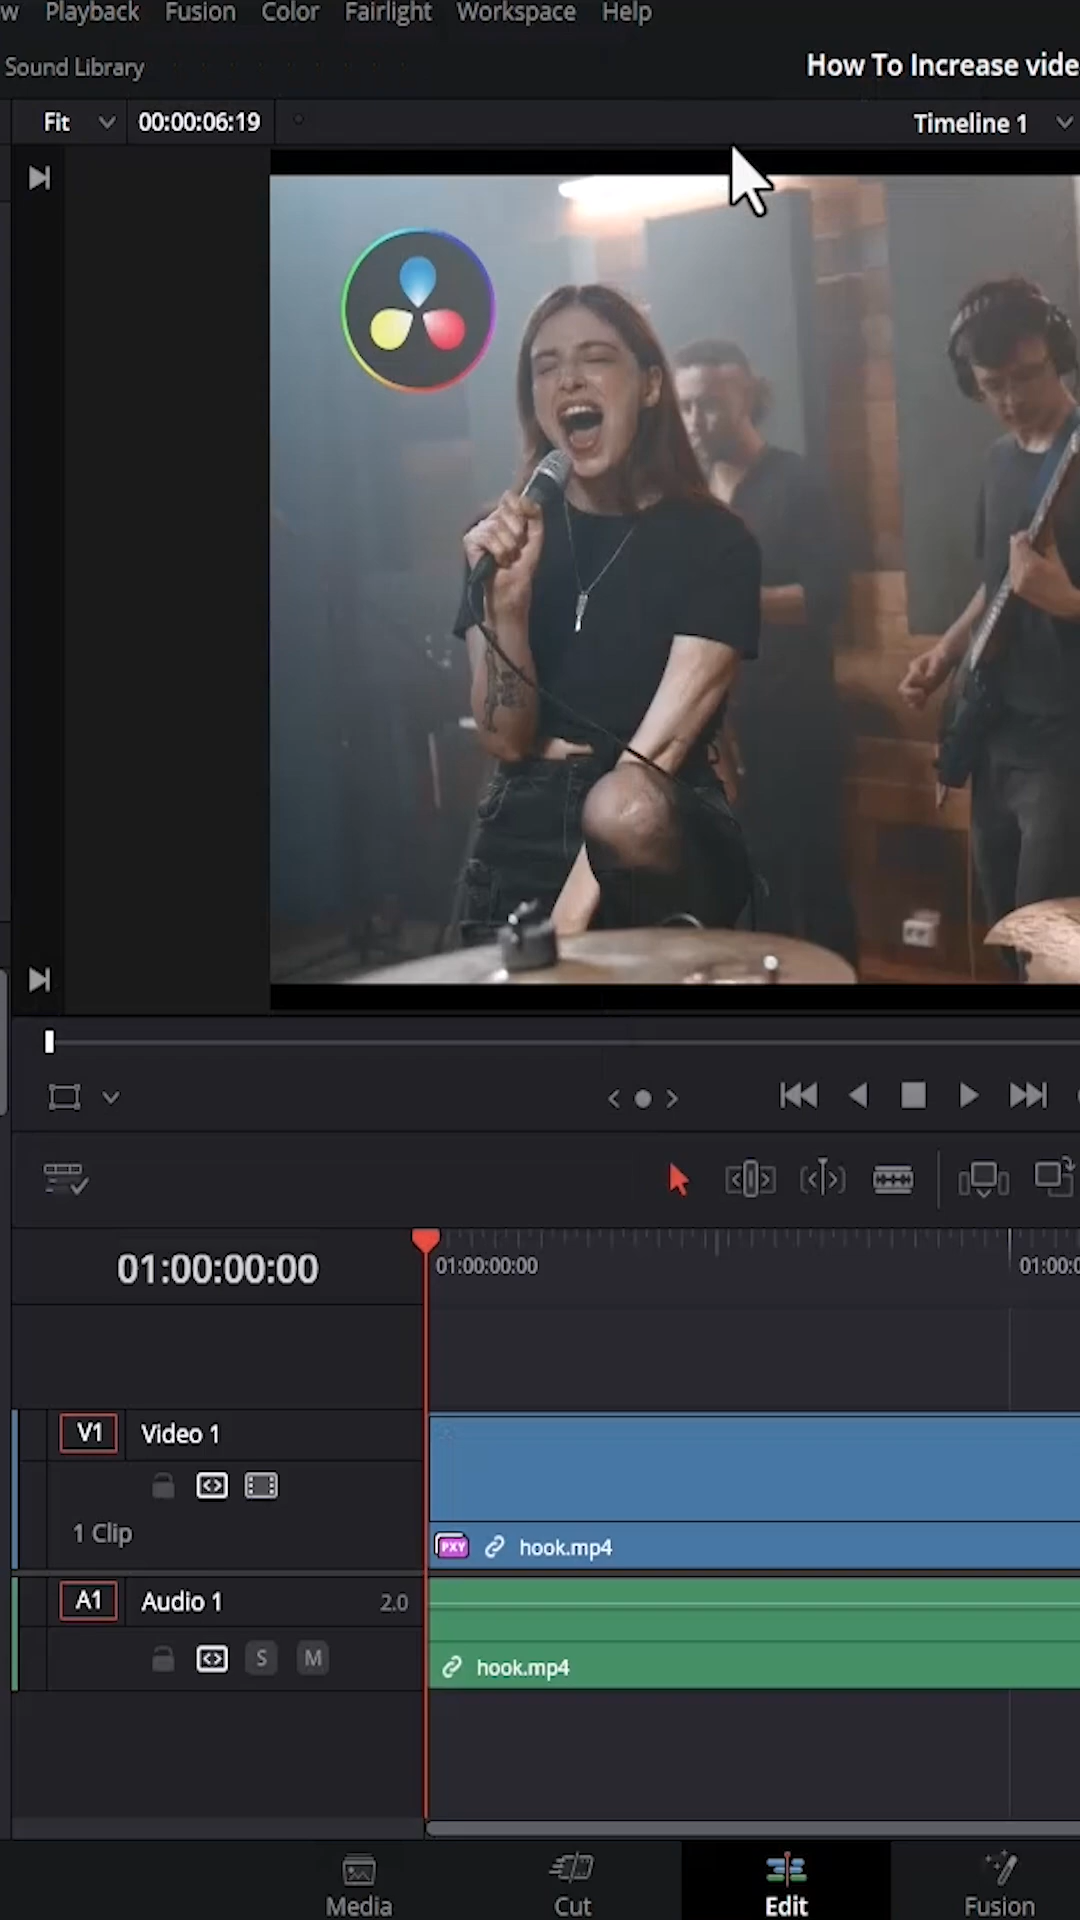 w Playback Fusion Color Fairlight Workspace Help
Sound Library How To Increase vide
Fit 00:00:06:19 Timeline 1
01:00:00:00 01:00:00:00 01:00:0
V1 Video 1
1 Clip
PXY hook.mp4
A1 Audio 1 2.0
S M hook.mp4
Media Cut Edit Fusion